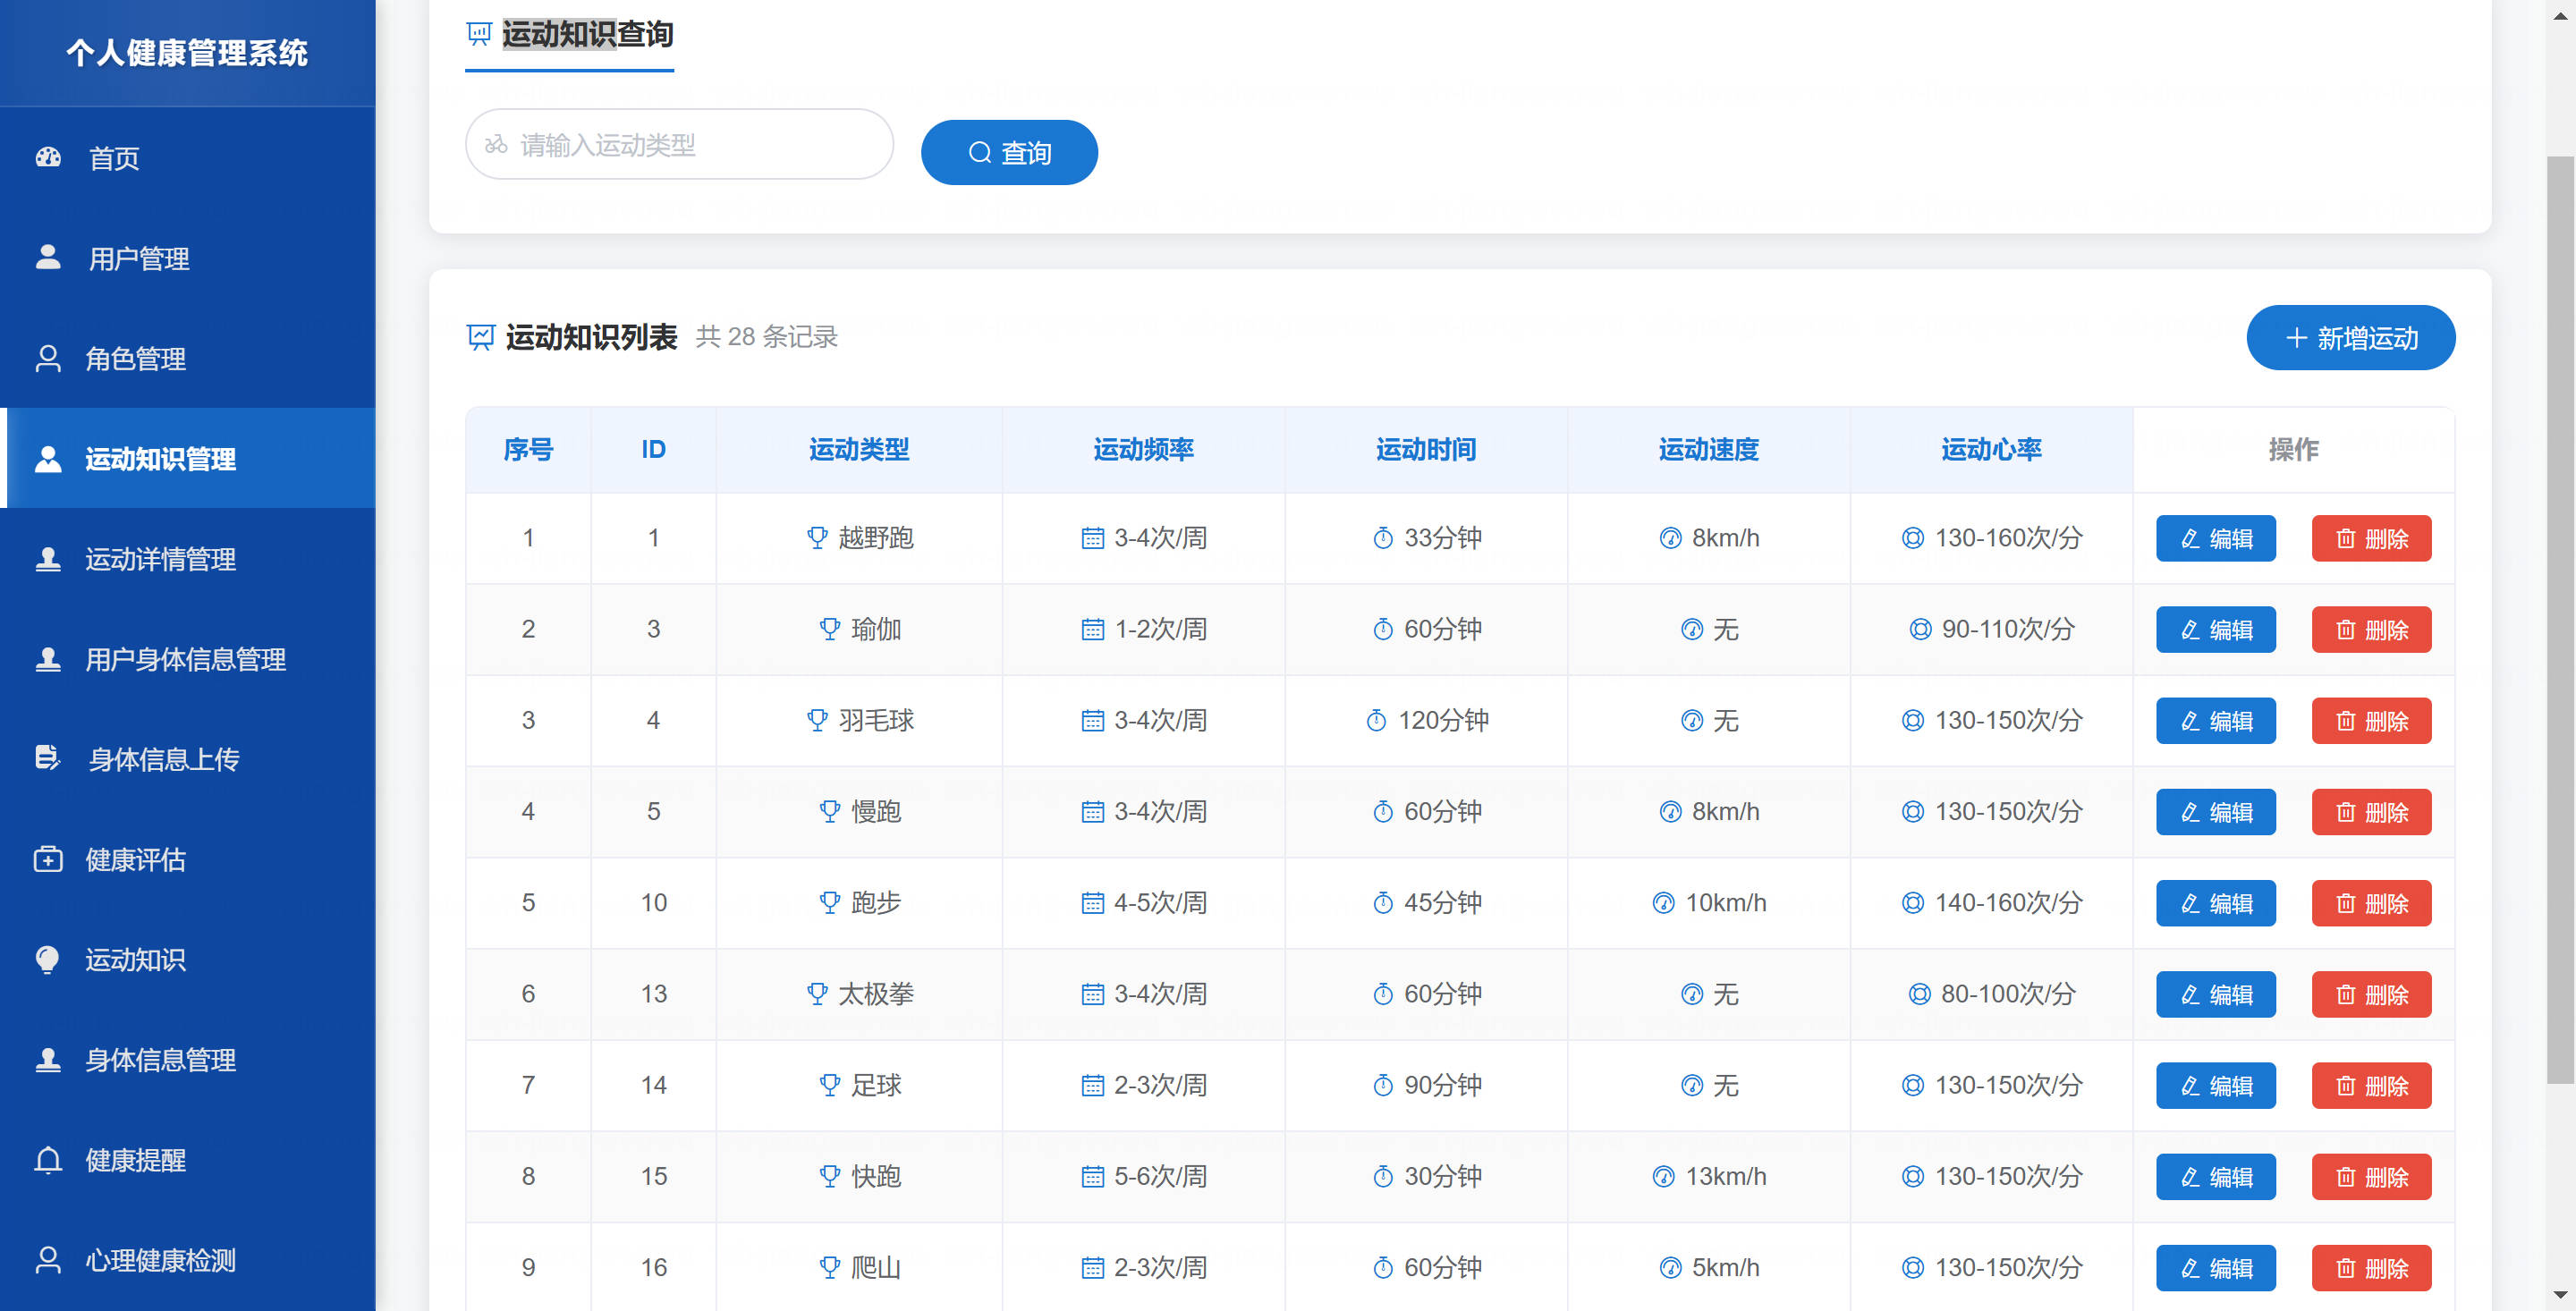 个人健康管理系统
首页
用户管理
角色管理
运动知识管理
运动详情管理
用户身体信息管理
身体信息上传
健康评估
运动知识
身体信息管理
健康提醒
心理健康检测
运动知识查询
请输入运动类型
查询
运动知识列表 共 28 条记录
新增运动
序号 ID 运动类型 运动频率 运动时间 运动速度 运动心率 操作
1 1 越野跑 3-4次/周 33分钟 8km/h 130-160次/分 编辑 删除
2 3 瑜伽 1-2次/周 60分钟 无 90-110次/分 编辑 删除
3 4 羽毛球 3-4次/周 120分钟 无 130-150次/分 编辑 删除
4 5 慢跑 3-4次/周 60分钟 8km/h 130-150次/分 编辑 删除
5 10 跑步 4-5次/周 45分钟 10km/h 140-160次/分 编辑 删除
6 13 太极拳 3-4次/周 60分钟 无 80-100次/分 编辑 删除
7 14 足球 2-3次/周 90分钟 无 130-150次/分 编辑 删除
8 15 快跑 5-6次/周 30分钟 13km/h 130-150次/分 编辑 删除
9 16 爬山 2-3次/周 60分钟 5km/h 130-150次/分 编辑 删除